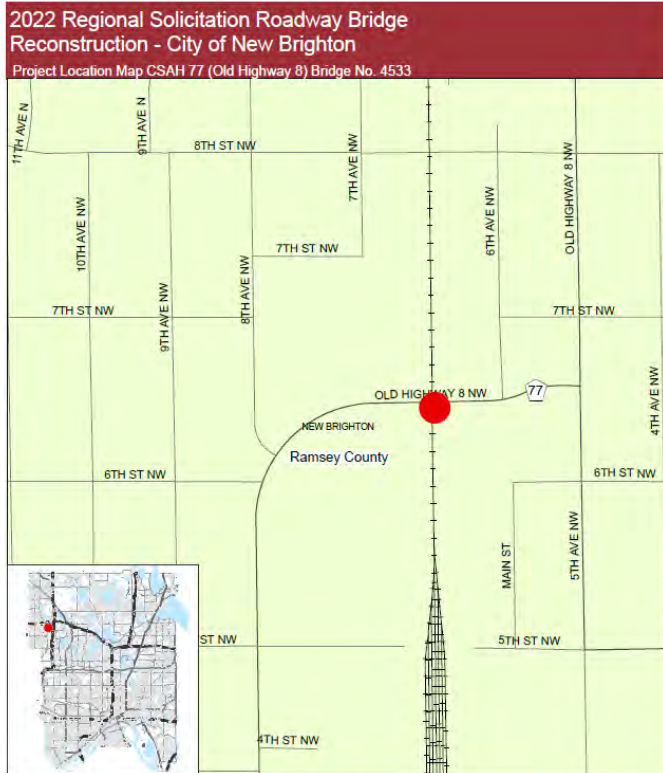 2022 Regional Solicitation Roadway Bridge
Reconstruction - City of New Brighton
Project Location Map CSAH 77 (Old Highway 8) Bridge No. 4533
11TH AVE N
9TH AVE N
8TH ST NW
7TH AVE NW
6TH AVE NW
OLD HIGHWAY 8 NW
10TH AVE NW
7TH ST NW
8TH AVE NW
9TH AVE NW
7TH ST NW
7TH ST NW
OLD HIGHWAY 8 NW
77
4TH AVE NW
NEW BRIGHTON
Ramsey County
6TH ST NW
6TH ST NW
MAIN ST
5TH AVE NW
ST NW
5TH ST NW
4TH ST NW